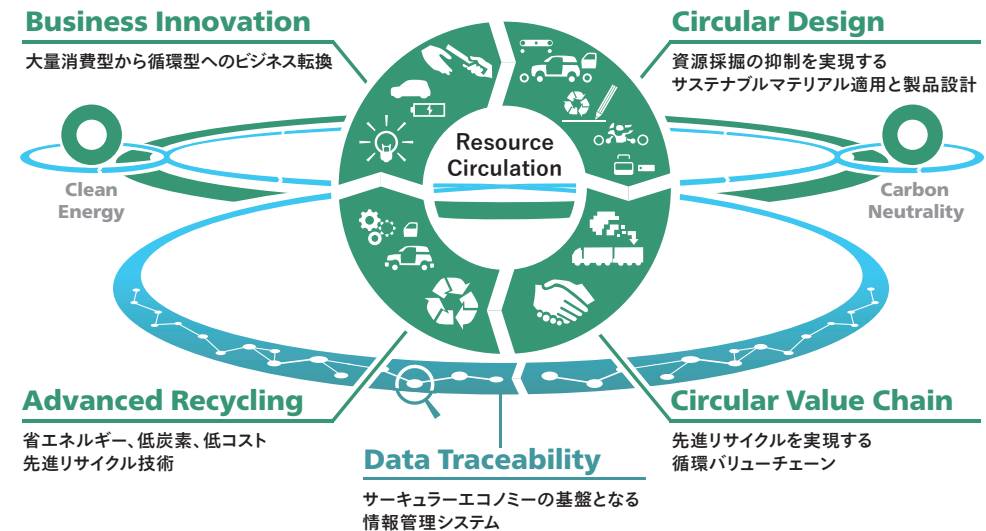 Business Innovation
大量消費型から循環型へのビジネス転換
Circular Design
資源採掘の抑制を実現する
サステナブルマテリアル適用と製品設計
Resource
Circulation
Clean
Energy
Carbon
Neutrality
Advanced Recycling
省エネルギー、低炭素、低コスト
先進リサイクル技術
Data Traceability
サーキュラーエコノミーの基盤となる
情報管理システム
Circular Value Chain
先進リサイクルを実現する
循環バリューチェーン